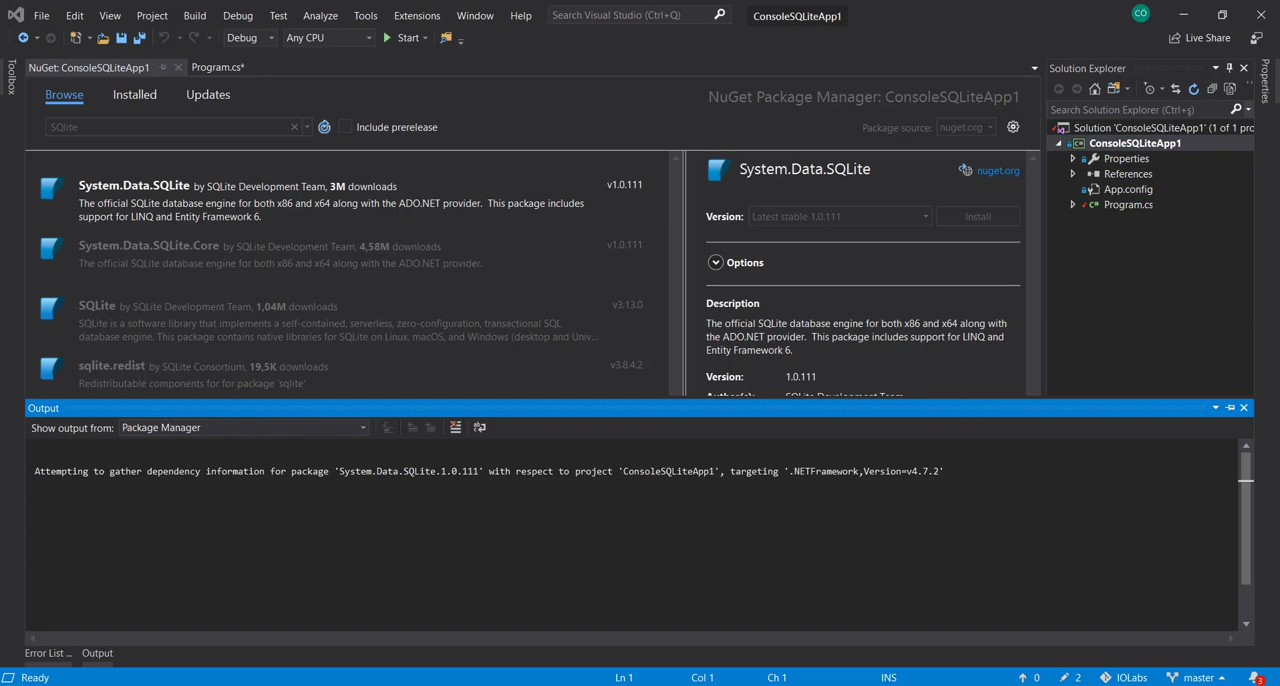 File Edit View Project Build Debug Test Analyze Tools Extensions Window Help Search Visual Studio (Ctrl+Q) ConsoleSQLiteApp1 CO
Debug Any CPU Start Live Share
Toolbox
NuGet: ConsoleSQLiteApp1 Program.cs*
Browse Installed Updates
NuGet Package Manager: ConsoleSQLiteApp1
SQlite Include prerelease
Package source: nuget.org
System.Data.SQLite by SQLite Development Team, 3M downloads v1.0.111
The official SQLite database engine for both x86 and x64 along with the ADO.NET provider. This package includes
support for LINQ and Entity Framework 6.
System.Data.SQLite.Core by SQLite Development Team, 4,58M downloads v1.0.111
The official SQLite database engine for both x86 and x64 along with the ADO.NET provider.
SQLite by SQLite Development Team, 1,04M downloads v3.13.0
SQLite is a software library that implements a self-contained, serverless, zero-configuration, transactional SQL
database engine. This package contains native libraries for SQLite on Linux, macOS, and Windows (desktop and Univ...
sqlite.redist by SQLite Consortium, 19,5K downloads v3.8.4.2
Redistributable components for for package 'sqlite'
System.Data.SQLite nuget.org
Version: Latest stable 1.0.111 Install
Options
Description
The official SQLite database engine for both x86 and x64 along with
the ADO.NET provider. This package includes support for LINQ and
Entity Framework 6.
Version: 1.0.111
Author(s): SQLite Development Team
Solution Explorer
Search Solution Explorer (Ctrl+ş)
Solution 'ConsoleSQLiteApp1' (1 of 1 pro
ConsoleSQLiteApp1
Properties
References
App.config
C# Program.cs
Properties
Output
Show output from: Package Manager
Attempting to gather dependency information for package 'System.Data.SQLite.1.0.111' with respect to project 'ConsoleSQLiteApp1', targeting '.NETFramework,Version=v4.7.2'
Error List ... Output
Ready Ln 1 Col 1 Ch 1 INS 0 2 IOLabs master 3